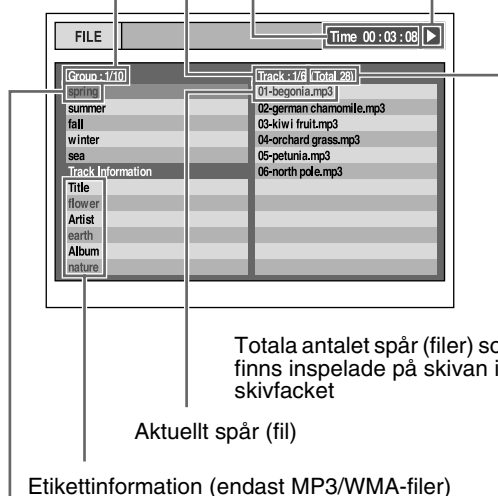 FILE
Time 00 : 03 : 08
Group : 1/10
spring
summer
fall
winter
sea
Track Information
Title
flower
Artist
earth
Album
nature
Track : 1/6 (Total 28)
01-begonia.mp3
02-german chamomile.mp3
03-kiwi fruit.mp3
04-orchard grass.mp3
05-petunia.mp3
06-north pole.mp3
Totala antalet spår (filer) so
finns inspelade på skivan i
skivfacket
Aktuellt spår (fil)
Etikettinformation (endast MP3/WMA-filer)